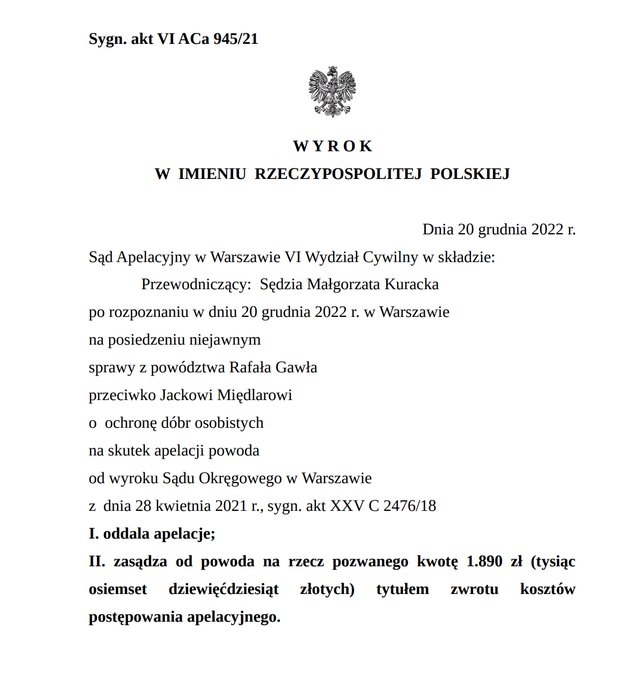 Sygn. akt VI ACa 945/21
W Y R O K
W IMIENIU RZECZYPOSPOLITEJ POLSKIEJ
Dnia 20 grudnia 2022 r.
Sąd Apelacyjny w Warszawie VI Wydział Cywilny w składzie:
Przewodniczący: Sędzia Małgorzata Kuracka
po rozpoznaniu w dniu 20 grudnia 2022 r. w Warszawie
na posiedzeniu niejawnym
sprawy z powództwa Rafała Gawła
przeciwko Jackowi Międlarowi
o ochronę dóbr osobistych
na skutek apelacji powoda
od wyroku Sądu Okręgowego w Warszawie
z dnia 28 kwietnia 2021 r., sygn. akt XXV C 2476/18
I. oddala apelacje;
II. zasądza od powoda na rzecz pozwanego kwotę 1.890 zł (tysiąc
osiemset dziewięćdziesiąt złotych) tytułem zwrotu kosztów
postępowania apelacyjnego.